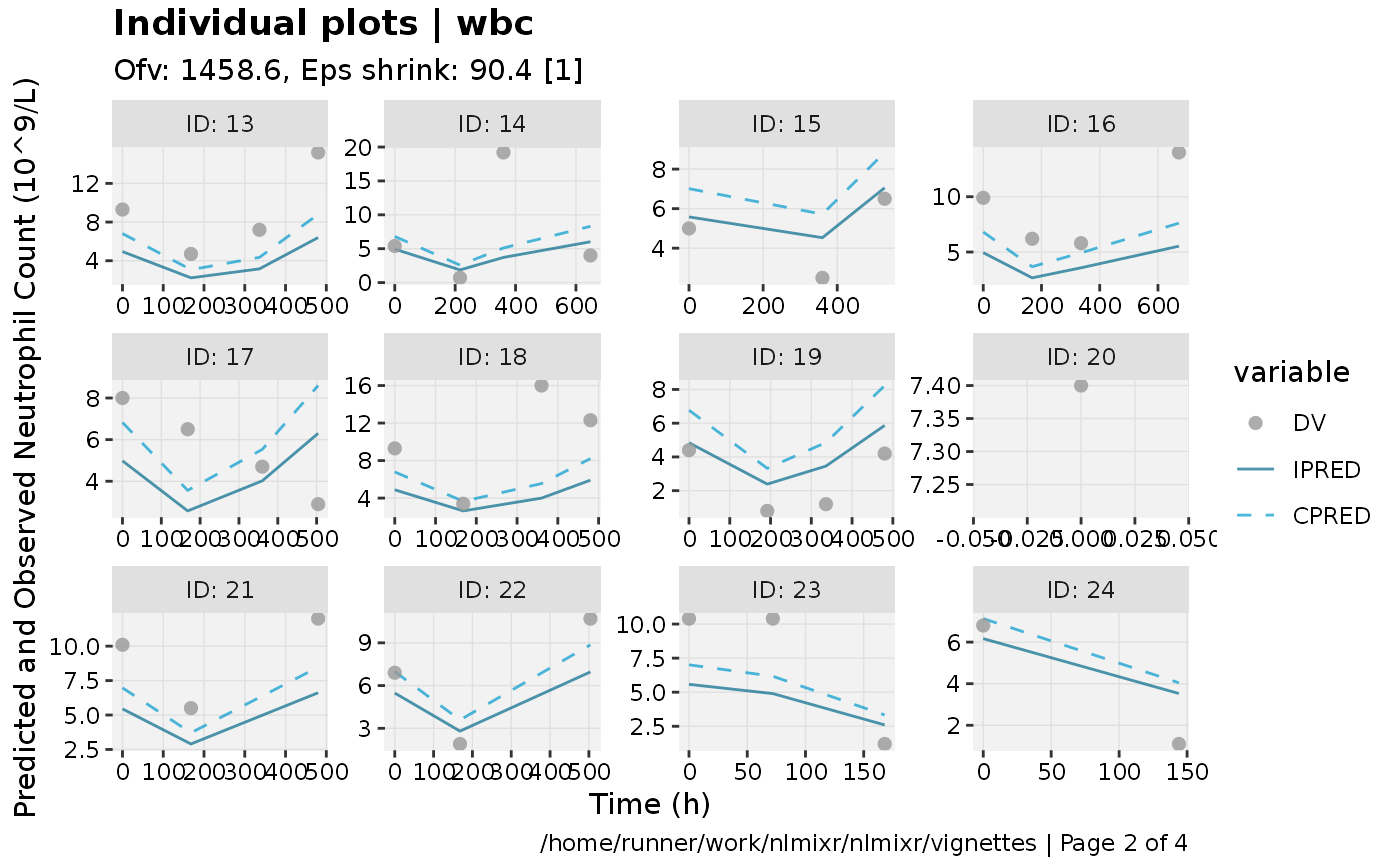 Individual plots | wbc
Ofv: 1458.6, Eps shrink: 90.4 [1]
Predicted and Observed Neutrophil Count (10^9/L)
ID: 13
12
8
4
0 100 200 300 400 500
ID: 14
20
15
10
5
0
0 200 400 600
ID: 15
8
6
4
0 200 400
ID: 16
10
5
0 200 400 600
ID: 17
8
6
4
0 100 200 300 400 500
ID: 18
16
12
8
4
0 100 200 300 400 500
ID: 19
8
6
4
2
0 100 200 300 400 500
ID: 20
7.40
7.35
7.30
7.25
-0.050 -0.025 0.000 0.025 0.050
ID: 21
10.0
7.5
5.0
2.5
0 100 200 300 400 500
ID: 22
9
6
3
0 100 200 300 400 500
ID: 23
10.0
7.5
5.0
2.5
0 50 100 150
ID: 24
6
4
2
0 50 100 150
variable
DV
IPRED
CPRED
Time (h)
/home/runner/work/nlmixr/nlmixr/vignettes | Page 2 of 4